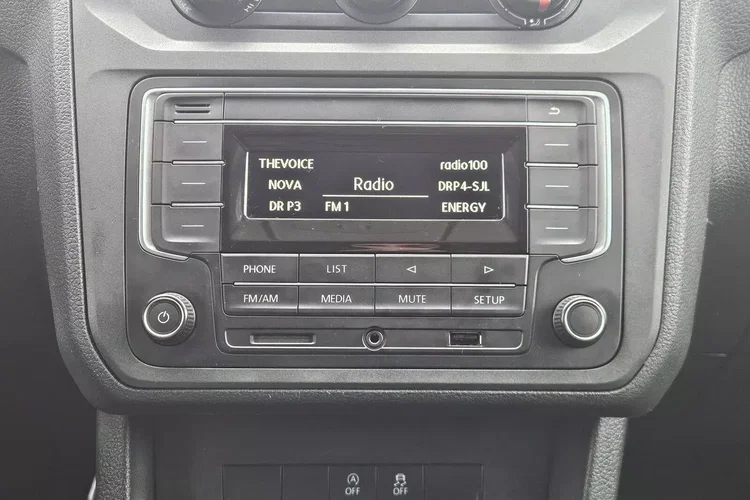 THEVOICE radio100
NOVA Radio DRP4-SJL
DR P3 FM 1 ENERGY
PHONE LIST
FM/AM MEDIA MUTE SETUP
A OFF OFF